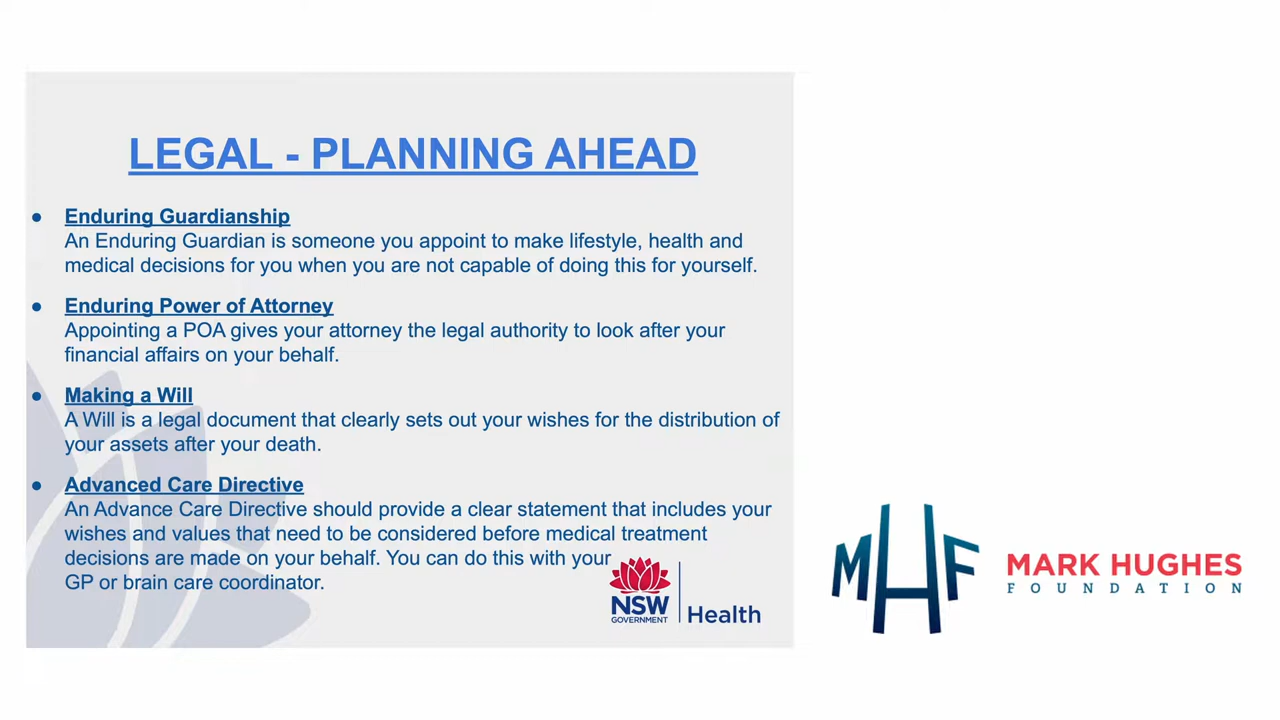 LEGAL - PLANNING AHEAD
● Enduring Guardianship
An Enduring Guardian is someone you appoint to make lifestyle, health and
medical decisions for you when you are not capable of doing this for yourself.
● Enduring Power of Attorney
Appointing a POA gives your attorney the legal authority to look after your
financial affairs on your behalf.
● Making a Will
A Will is a legal document that clearly sets out your wishes for the distribution of
your assets after your death.
● Advanced Care Directive
An Advance Care Directive should provide a clear statement that includes your
wishes and values that need to be considered before medical treatment
decisions are made on your behalf. You can do this with your
GP or brain care coordinator.
NSW
GOVERNMENT
Health
MHF
MARK HUGHES
FOUNDATION